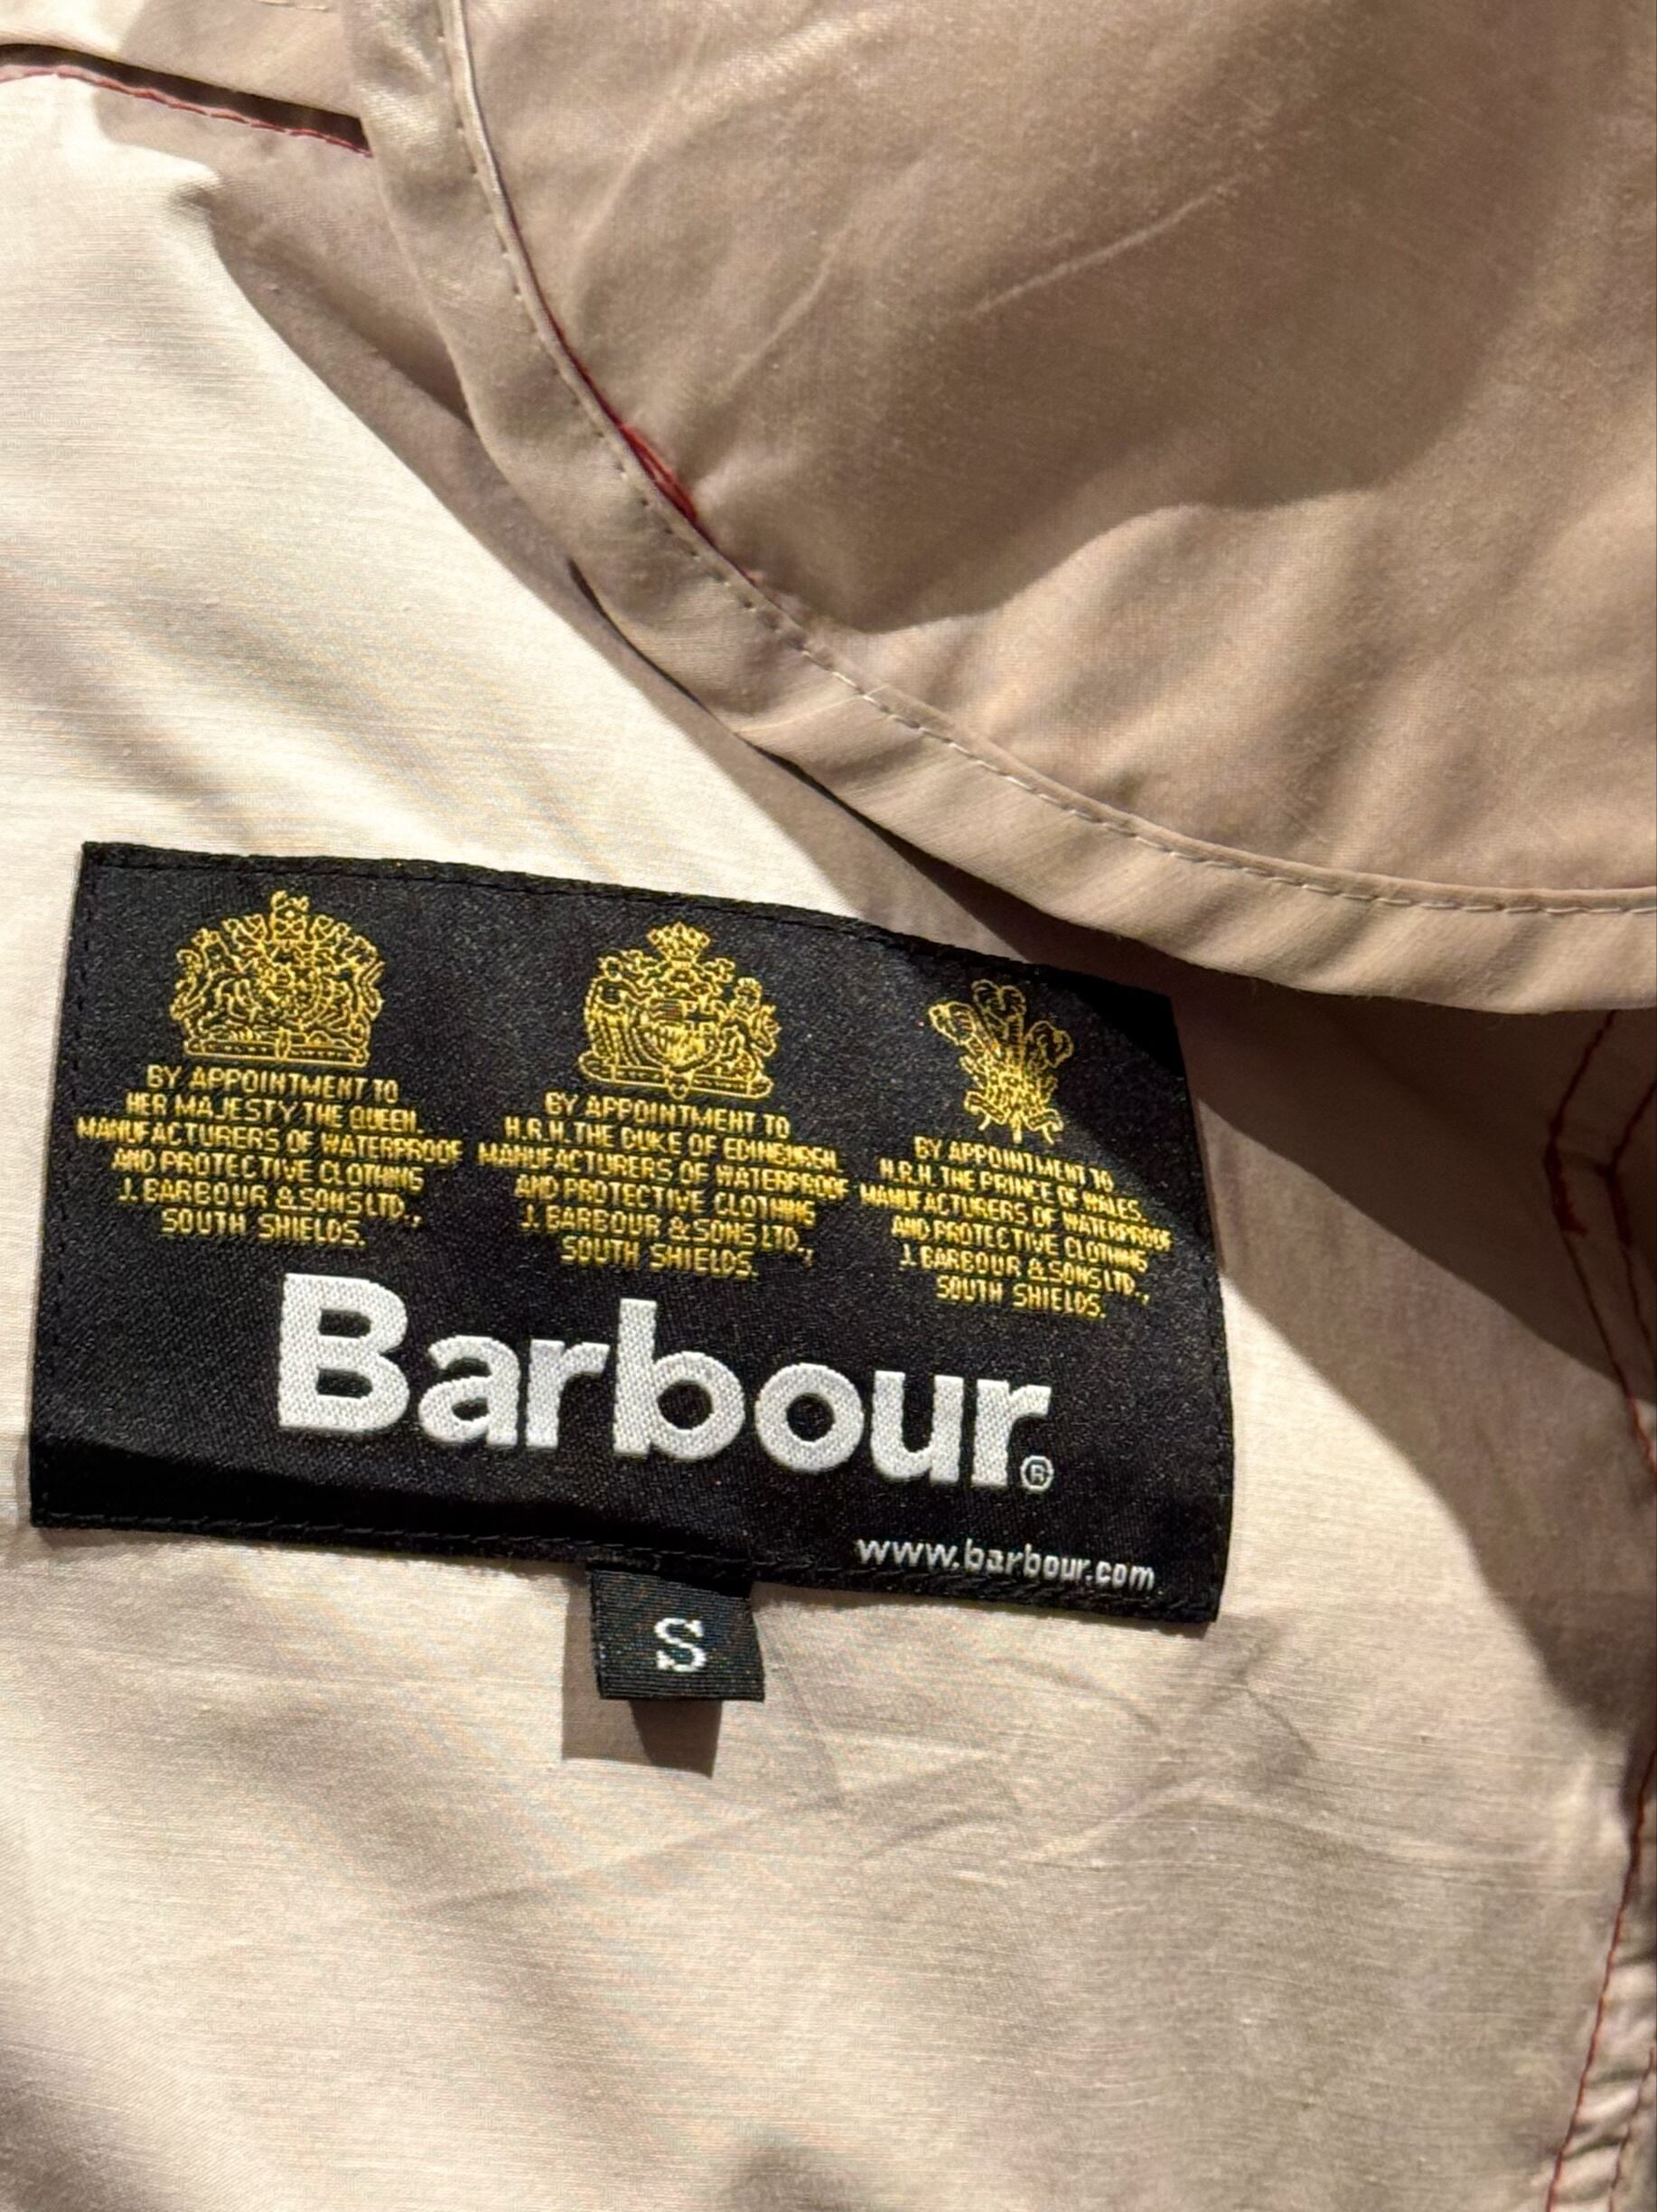 BY APPOINTMENT TO
HER MAJESTY THE QUEEN.
MANUFACTURERS OF WATERPROOF
AND PROTECTIVE CLOTHING
J. BARBOUR & SONS LTD.,
SOUTH SHIELDS.
BY APPOINTMENT TO
H.R.H. THE DUKE OF EDINBURGH.
MANUFACTURERS OF WATERPROOF
AND PROTECTIVE CLOTHING
J. BARBOUR & SONS LTD.,
SOUTH SHIELDS.
BY APPOINTMENT TO
H.R.H. THE PRINCE OF WALES.
MANUFACTURERS OF WATERPROOF
AND PROTECTIVE CLOTHING
J. BARBOUR & SONS LTD.,
SOUTH SHIELDS.
Barbour®
www.barbour.com
S